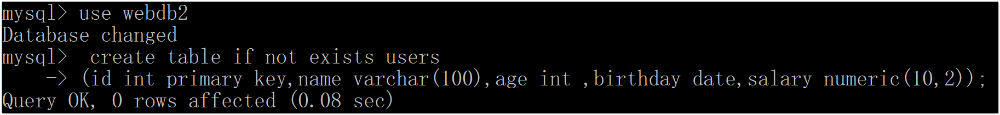 mysql> use webdb2
Database changed
mysql>  create table if not exists users
    -> (id int primary key,name varchar(100),age int ,birthday date,salary numeric(10,2));
Query OK, 0 rows affected (0.08 sec)